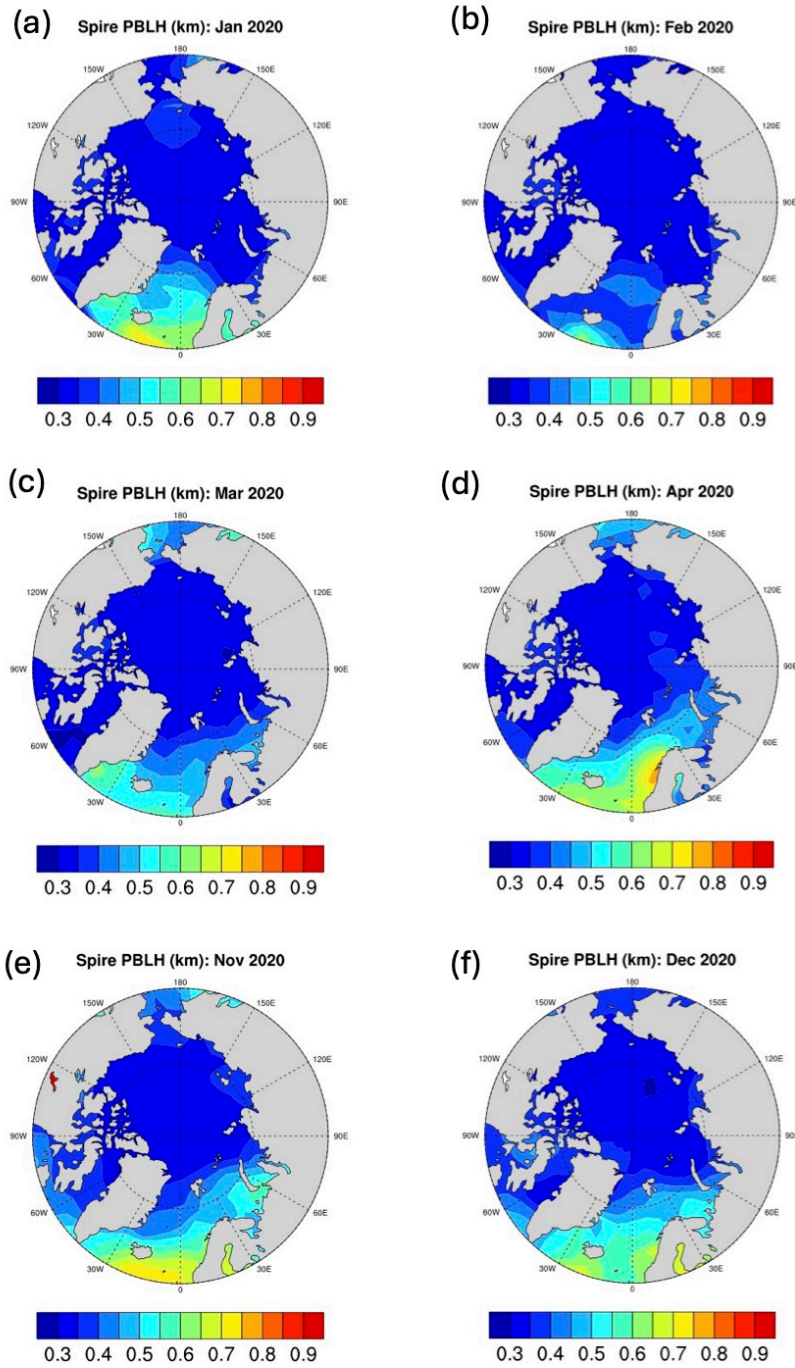 (a)
Spire PBLH (km): Jan 2020
180
150W
150E
120W
120E
90W
90E
60W
60E
30W
30E
0
0.3 0.4 0.5 0.6 0.7 0.8 0.9
(b)
Spire PBLH (km): Feb 2020
180
150W
150E
120W
120E
90W
90E
60W
60E
30W
30E
0
0.3 0.4 0.5 0.6 0.7 0.8 0.9
(c)
Spire PBLH (km): Mar 2020
180
150W
150E
120W
120E
90W
90E
60W
60E
30W
30E
0
0.3 0.4 0.5 0.6 0.7 0.8 0.9
(d)
Spire PBLH (km): Apr 2020
180
150W
150E
120W
120E
90W
90E
60W
60E
30W
30E
0
0.3 0.4 0.5 0.6 0.7 0.8 0.9
(e)
Spire PBLH (km): Nov 2020
180
150W
150E
120W
120E
90W
90E
60W
60E
30W
30E
0
0.3 0.4 0.5 0.6 0.7 0.8 0.9
(f)
Spire PBLH (km): Dec 2020
180
150W
150E
120W
120E
90W
90E
60W
60E
30W
30E
0
0.3 0.4 0.5 0.6 0.7 0.8 0.9